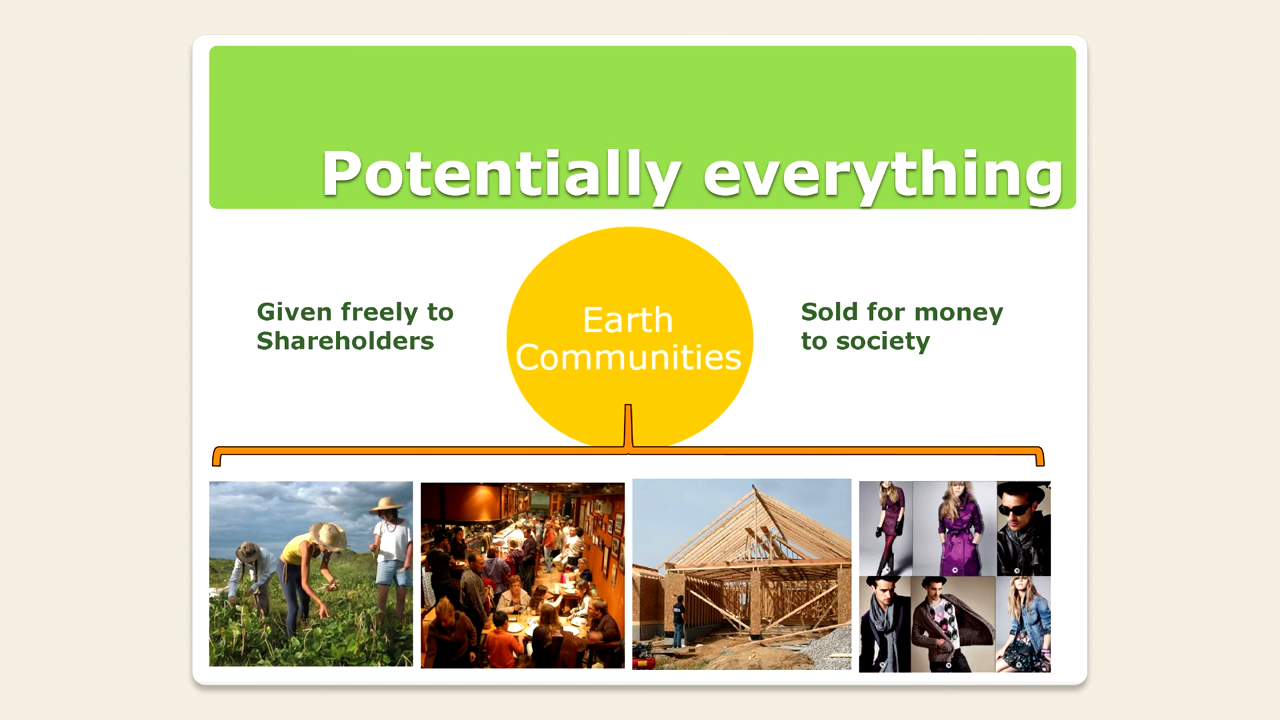 Potentially everything
Given freely to
Shareholders
Earth
Communities
Sold for money
to society